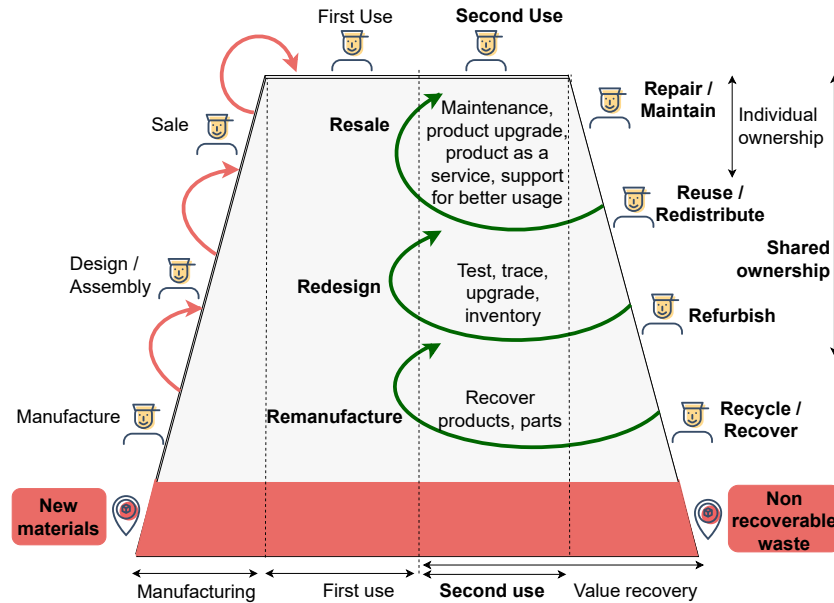 First Use
Second Use
Sale
Resale
Maintenance,
product upgrade,
product as a
service, support
for better usage
Repair /
Maintain
Individual
ownership
Reuse /
Redistribute
Shared
ownership
Design /
Assembly
Redesign
Test, trace,
upgrade,
inventory
Refurbish
Manufacture
Remanufacture
Recover
products, parts
Recycle /
Recover
New
materials
Non
recoverable
waste
Manufacturing
First use
Second use
Value recovery